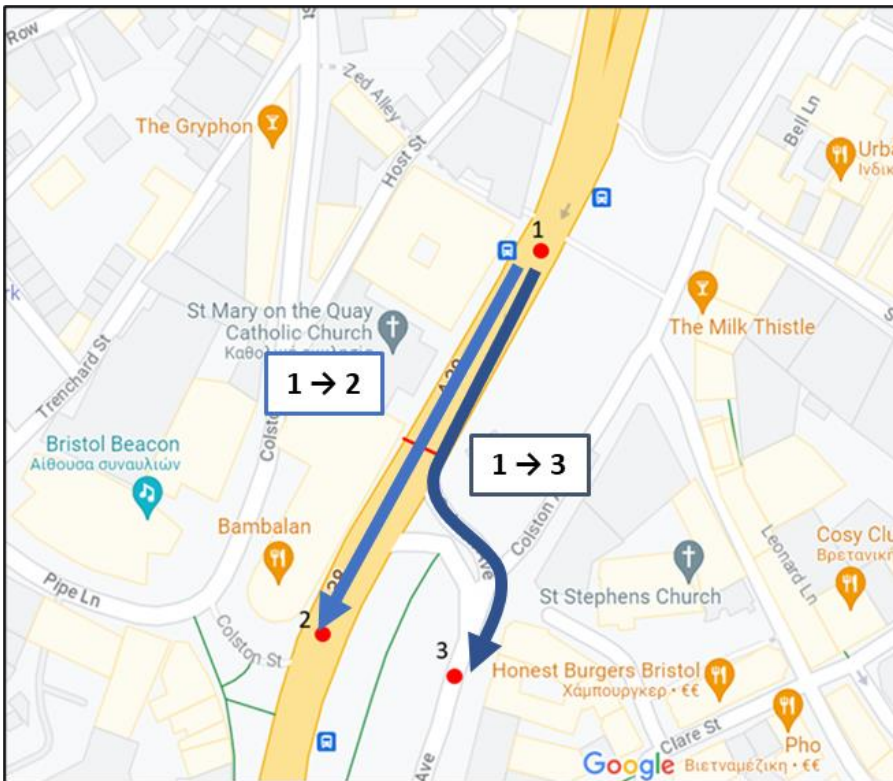 Row
St
Zed Alley
The Gryphon
Host St
Bell Ln
Urba
Ινδικ
1
St Mary on the Quay
Catholic Church
The Milk Thistle
Trenchard St
1 → 2
Colston
Bristol Beacon
Αίθουσα συναυλιών
1 → 3
Colston
Bambalan
Leonard Ln
Cosy Clu
Βρετανική
Ave
Pipe Ln
28
St Stephens Church
2
Colston St
3
Honest Burgers Bristol
Χάμπουργκερ • €€
Clare St
Pho
Βιετναμέζικη • €€
Google
Ave